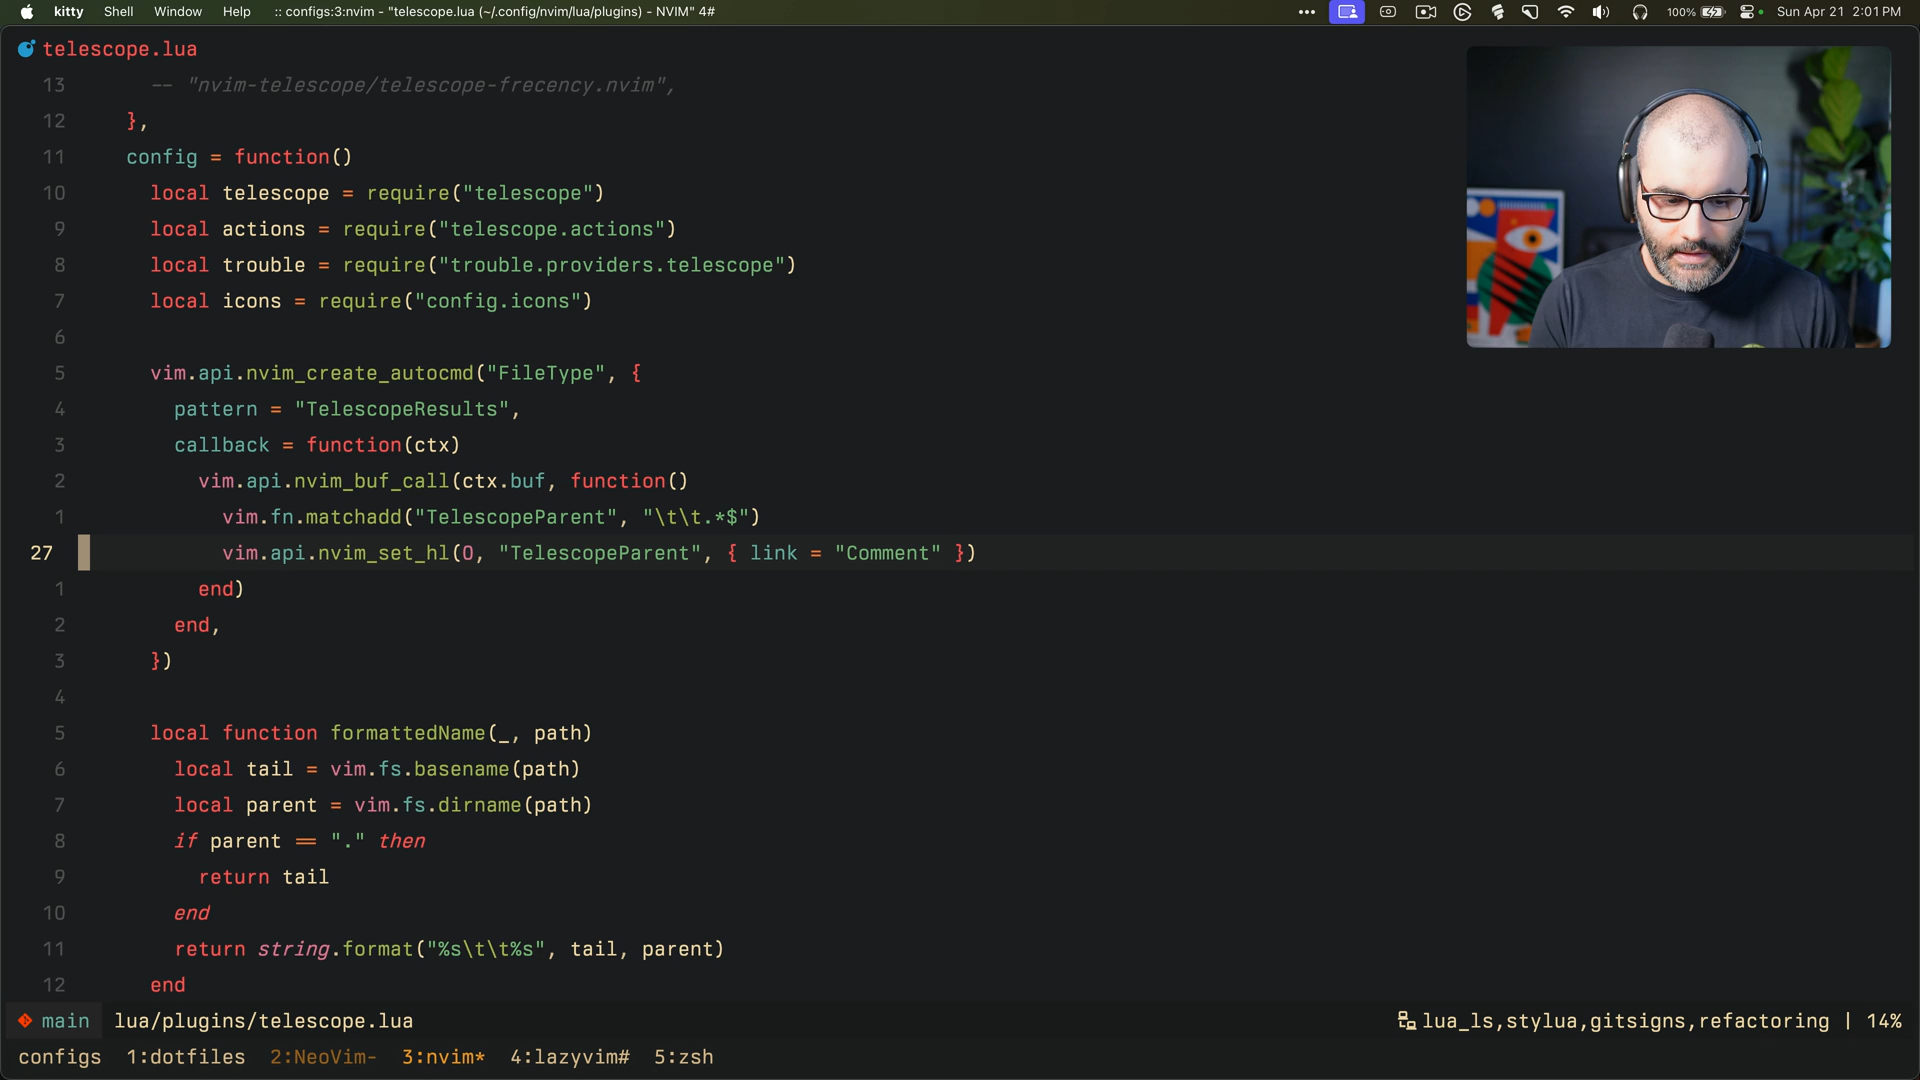 kitty Shell Window Help :: configs:3:nvim - "telescope.lua (~/.config/nvim/lua/plugins) - NVIM" 4# 100% Sun Apr 21 2:01 PM
telescope.lua
13 -- "nvim-telescope/telescope-frecency.nvim",
12 },
11 config = function()
10 local telescope = require("telescope")
9 local actions = require("telescope.actions")
8 local trouble = require("trouble.providers.telescope")
7 local icons = require("config.icons")
6
5 vim.api.nvim_create_autocmd("FileType", {
4 pattern = "TelescopeResults",
3 callback = function(ctx)
2 vim.api.nvim_buf_call(ctx.buf, function()
1 vim.fn.matchadd("TelescopeParent", "\t\t.*$")
27 vim.api.nvim_set_hl(0, "TelescopeParent", { link = "Comment" })
1 end)
2 end,
3 })
4
5 local function formattedName(_, path)
6 local tail = vim.fs.basename(path)
7 local parent = vim.fs.dirname(path)
8 if parent == "." then
9 return tail
10 end
11 return string.format("%s\t\t%s", tail, parent)
12 end
main lua/plugins/telescope.lua lua_ls,stylua,gitsigns,refactoring | 14%
configs 1:dotfiles 2:NeoVim- 3:nvim* 4:lazyvim# 5:zsh